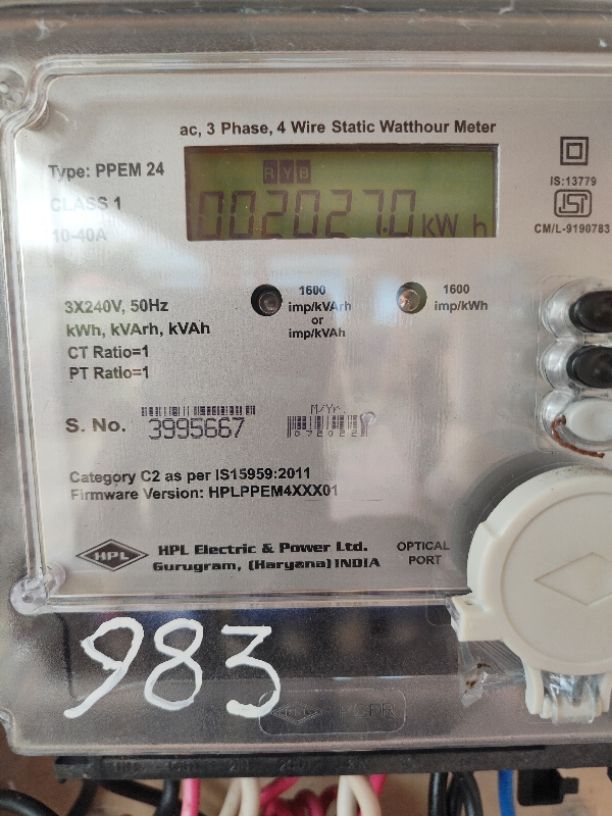 ac, 3 Phase, 4 Wire Static Watthour Meter
Type: PPEM 24
CLASS 1
10-40A
RYB
002027.0 kWh
IS:13779
ISI
CM/L-9190783
3X240V, 50Hz
kWh, kVArh, kVAh
CT Ratio=1
PT Ratio=1
1600
imp/kVArh
or
imp/kVAh
1600
imp/kWh
S. No. 3995667
M/Yr.
072022
Category C2 as per IS15959:2011
Firmware Version: HPLPPEM4XXX01
HPL
HPL Electric & Power Ltd.
Gurugram, (Haryana) INDIA
OPTICAL
PORT
983